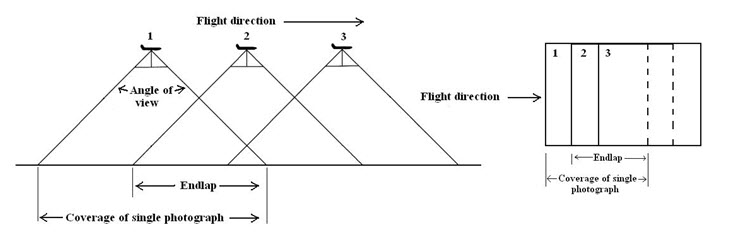 Flight direction
1
2
3
Angle of
view
Endlap
Coverage of single photograph
Flight direction
1
2
3
Endlap
Coverage of single
photograph